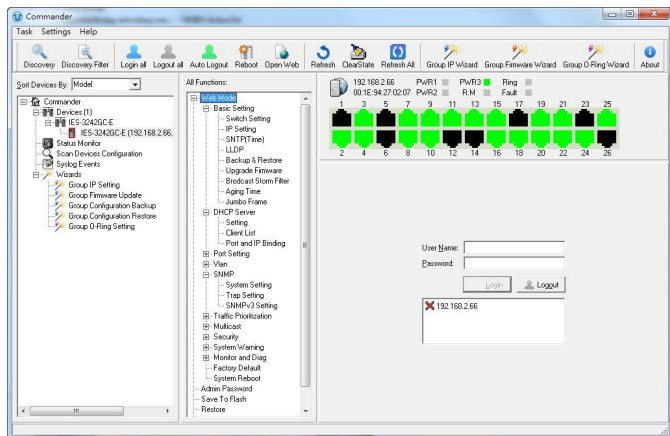 Commander
Task Settings Help
Discovery Discovery Filter Login all Logout all Auto Logout Reboot Open Web Refresh ClearState Refresh All Group IP Wizard Group Firmware Wizard Group O-Ring Wizard About
Sort Devices By: Model
Commander
Devices (1)
IES-3242GC-E
IES-3242GC-E (192.168.2.66,
Status Monitor
Scan Devices Configuration
Syslog Events
Wizards
Group IP Setting
Group Firmware Update
Group Configuration Backup
Group Configuration Restore
Group O-Ring Setting
All Functions:
Web Mode
Basic Setting
Switch Setting
IP Setting
SNTP(Time)
LLDP
Backup & Restore
Upgrade Firmware
Brodcast Storm Filter
Aging Time
Jumbo Frame
DHCP Server
Setting
Client List
Port and IP Binding
Port Setting
Vlan
SNMP
System Setting
Trap Setting
SNMPv3 Setting
Traffic Prioritization
Multicast
Security
System Warning
Monitor and Diag
Factory Default
System Reboot
Admin Password
Save To Flash
Restore
192.168.2.66 PWR1 PWR3 Ring
00:1E:94:27:02:07 PWR2 R.M Fault
1 3 5 7 9 11 13 15 17 19 21 23 25
2 4 6 8 10 12 14 16 18 20 22 24 26
User Name:
Password:
Login Logout
192.168.2.66